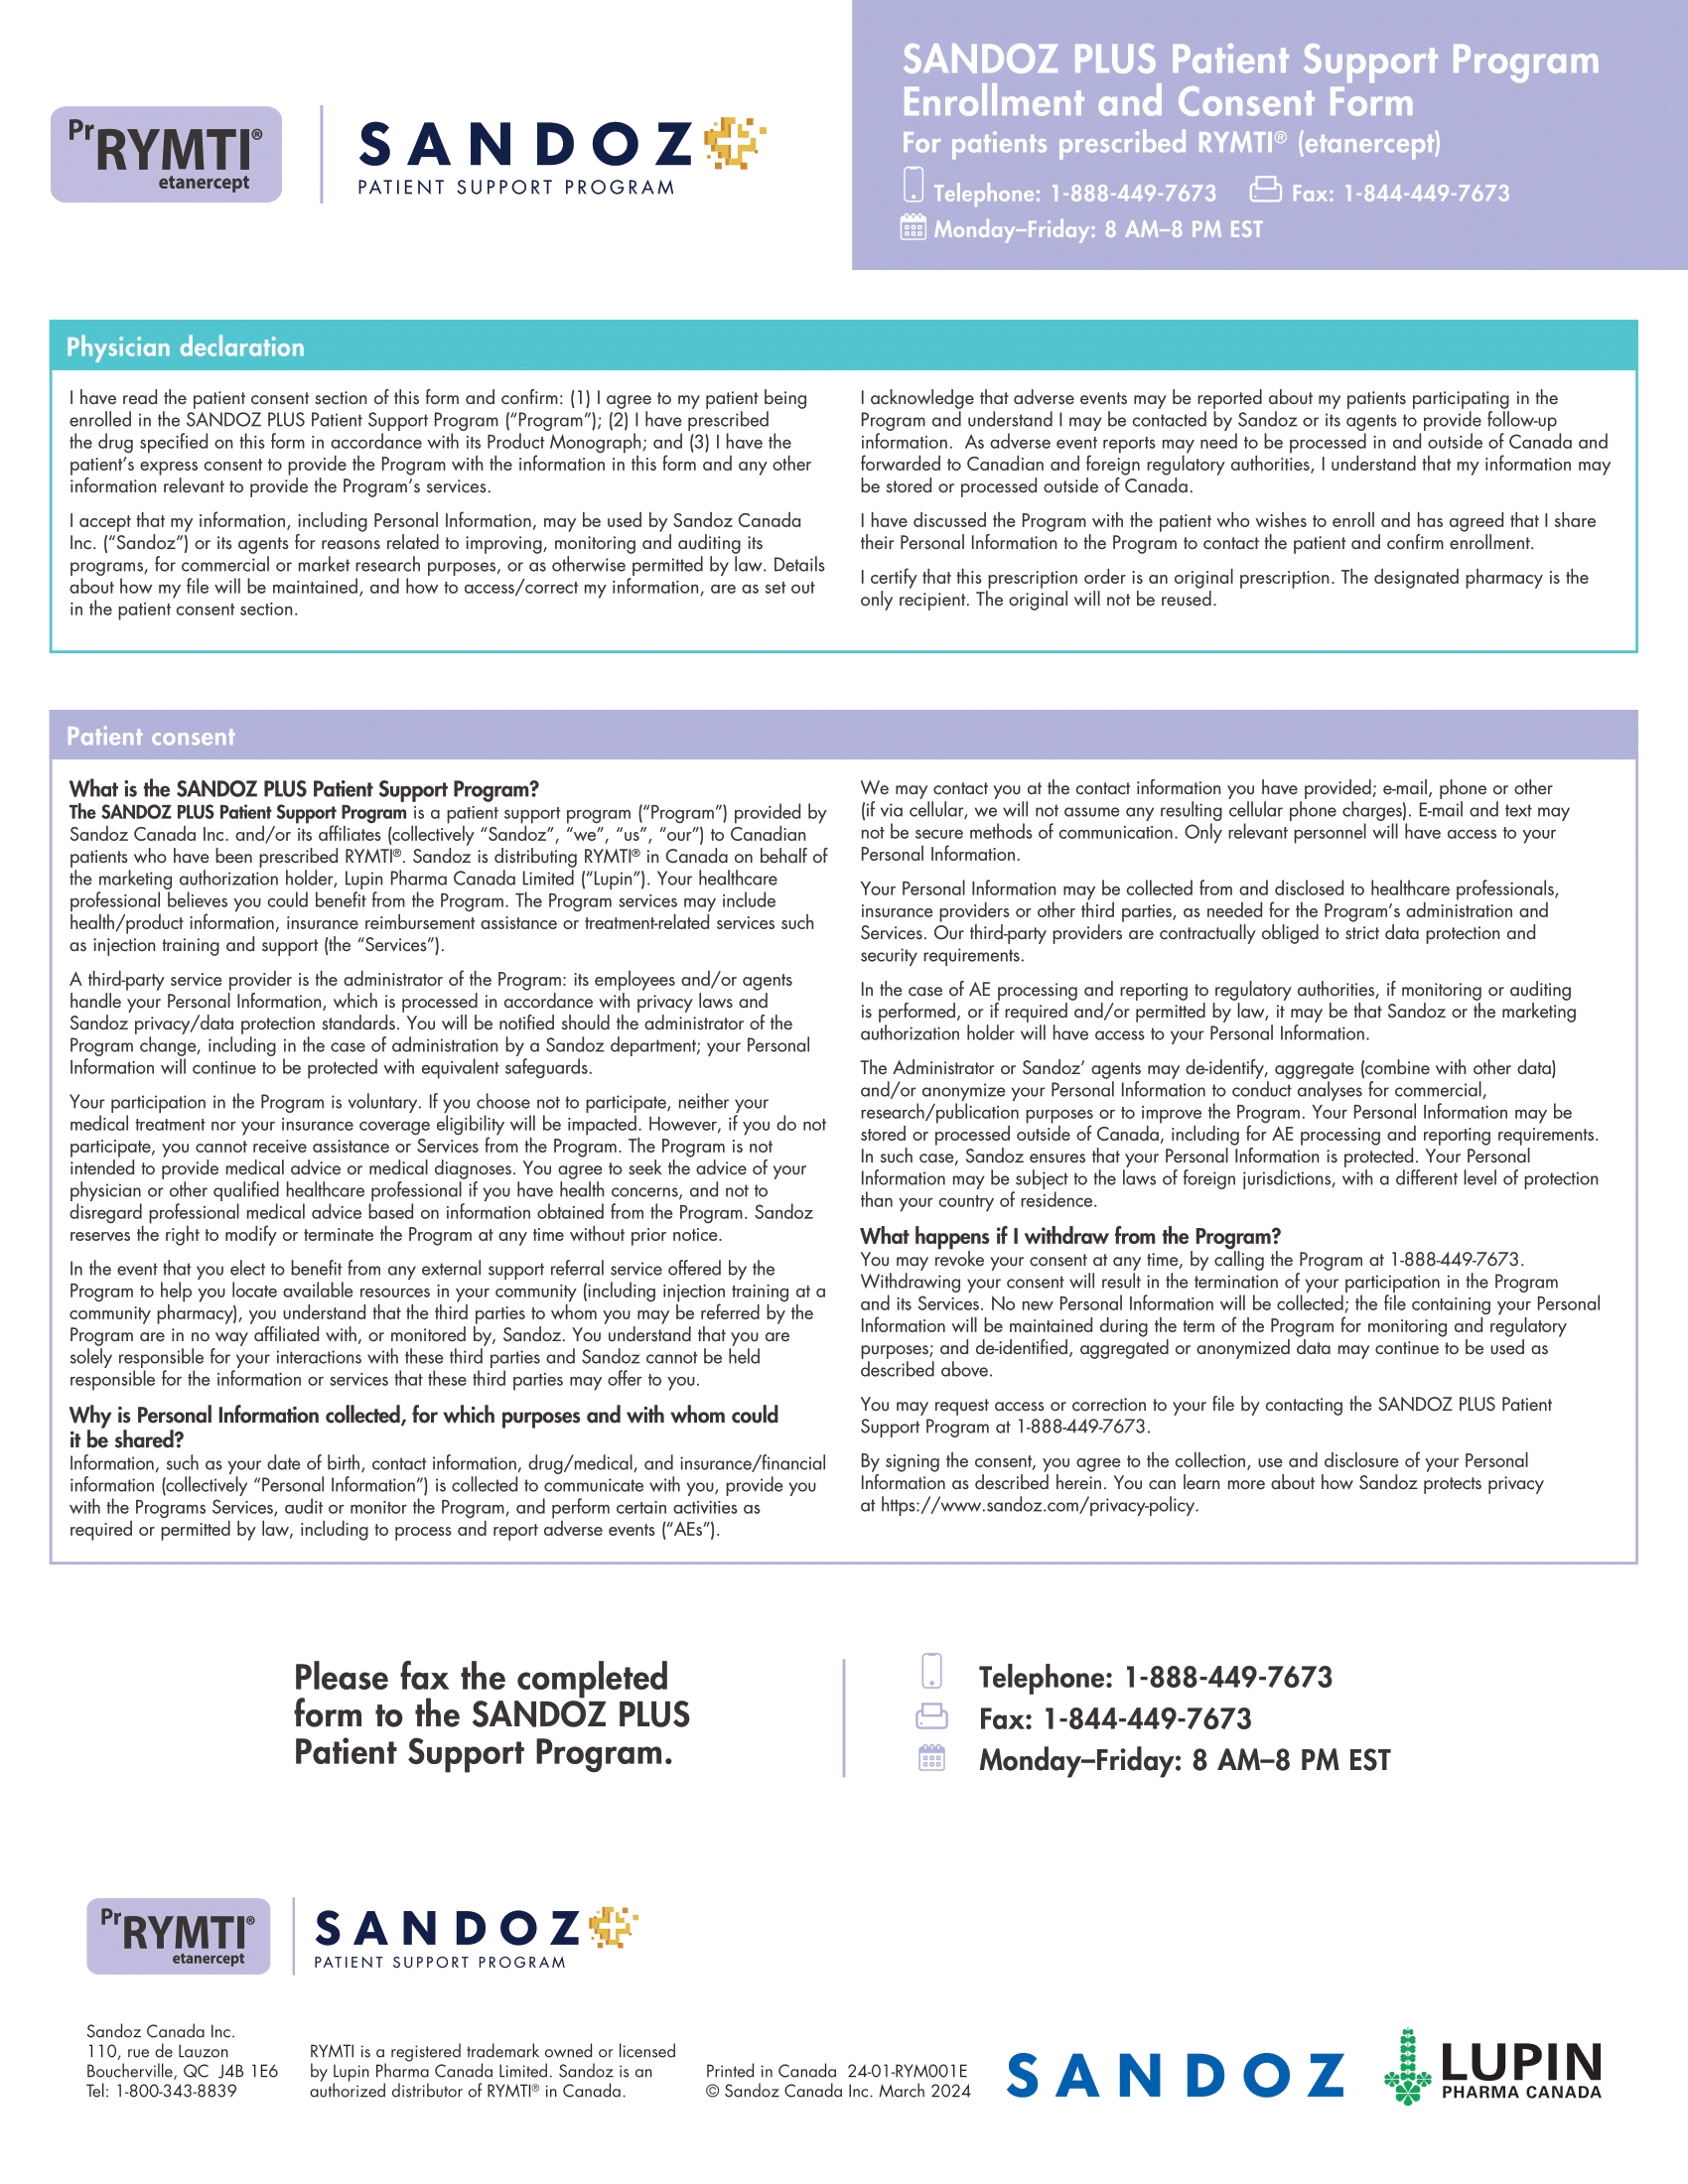 PrRYMTI®
etanercept
SANDOZ
PATIENT SUPPORT PROGRAM
SANDOZ PLUS Patient Support Program
Enrollment and Consent Form
For patients prescribed RYMTI® (etanercept)
Telephone: 1-888-449-7673 Fax: 1-844-449-7673
Monday–Friday: 8 AM–8 PM EST
Physician declaration
I have read the patient consent section of this form and confirm: (1) I agree to my patient being
enrolled in the SANDOZ PLUS Patient Support Program (“Program”); (2) I have prescribed
the drug specified on this form in accordance with its Product Monograph; and (3) I have the
patient’s express consent to provide the Program with the information in this form and any other
information relevant to provide the Program’s services.
I accept that my information, including Personal Information, may be used by Sandoz Canada
Inc. (“Sandoz”) or its agents for reasons related to improving, monitoring and auditing its
programs, for commercial or market research purposes, or as otherwise permitted by law. Details
about how my file will be maintained, and how to access/correct my information, are as set out
in the patient consent section.
I acknowledge that adverse events may be reported about my patients participating in the
Program and understand I may be contacted by Sandoz or its agents to provide follow-up
information.  As adverse event reports may need to be processed in and outside of Canada and
forwarded to Canadian and foreign regulatory authorities, I understand that my information may
be stored or processed outside of Canada.
I have discussed the Program with the patient who wishes to enroll and has agreed that I share
their Personal Information to the Program to contact the patient and confirm enrollment.
I certify that this prescription order is an original prescription. The designated pharmacy is the
only recipient. The original will not be reused.
Patient consent
What is the SANDOZ PLUS Patient Support Program?
The SANDOZ PLUS Patient Support Program is a patient support program (“Program”) provided by
Sandoz Canada Inc. and/or its affiliates (collectively “Sandoz”, “we”, “us”, “our”) to Canadian
patients who have been prescribed RYMTI®. Sandoz is distributing RYMTI® in Canada on behalf of
the marketing authorization holder, Lupin Pharma Canada Limited (“Lupin”). Your healthcare
professional believes you could benefit from the Program. The Program services may include
health/product information, insurance reimbursement assistance or treatment-related services such
as injection training and support (the “Services”).
A third-party service provider is the administrator of the Program: its employees and/or agents
handle your Personal Information, which is processed in accordance with privacy laws and
Sandoz privacy/data protection standards. You will be notified should the administrator of the
Program change, including in the case of administration by a Sandoz department; your Personal
Information will continue to be protected with equivalent safeguards.
Your participation in the Program is voluntary. If you choose not to participate, neither your
medical treatment nor your insurance coverage eligibility will be impacted. However, if you do not
participate, you cannot receive assistance or Services from the Program. The Program is not
intended to provide medical advice or medical diagnoses. You agree to seek the advice of your
physician or other qualified healthcare professional if you have health concerns, and not to
disregard professional medical advice based on information obtained from the Program. Sandoz
reserves the right to modify or terminate the Program at any time without prior notice.
In the event that you elect to benefit from any external support referral service offered by the
Program to help you locate available resources in your community (including injection training at a
community pharmacy), you understand that the third parties to whom you may be referred by the
Program are in no way affiliated with, or monitored by, Sandoz. You understand that you are
solely responsible for your interactions with these third parties and Sandoz cannot be held
responsible for the information or services that these third parties may offer to you.
Why is Personal Information collected, for which purposes and with whom could
it be shared?
Information, such as your date of birth, contact information, drug/medical, and insurance/financial
information (collectively “Personal Information”) is collected to communicate with you, provide you
with the Programs Services, audit or monitor the Program, and perform certain activities as
required or permitted by law, including to process and report adverse events (“AEs”).
We may contact you at the contact information you have provided; e-mail, phone or other
(if via cellular, we will not assume any resulting cellular phone charges). E-mail and text may
not be secure methods of communication. Only relevant personnel will have access to your
Personal Information.
Your Personal Information may be collected from and disclosed to healthcare professionals,
insurance providers or other third parties, as needed for the Program’s administration and
Services. Our third-party providers are contractually obliged to strict data protection and
security requirements.
In the case of AE processing and reporting to regulatory authorities, if monitoring or auditing
is performed, or if required and/or permitted by law, it may be that Sandoz or the marketing
authorization holder will have access to your Personal Information.
The Administrator or Sandoz’ agents may de-identify, aggregate (combine with other data)
and/or anonymize your Personal Information to conduct analyses for commercial,
research/publication purposes or to improve the Program. Your Personal Information may be
stored or processed outside of Canada, including for AE processing and reporting requirements.
In such case, Sandoz ensures that your Personal Information is protected. Your Personal
Information may be subject to the laws of foreign jurisdictions, with a different level of protection
than your country of residence.
What happens if I withdraw from the Program?
You may revoke your consent at any time, by calling the Program at 1-888-449-7673.
Withdrawing your consent will result in the termination of your participation in the Program
and its Services. No new Personal Information will be collected; the file containing your Personal
Information will be maintained during the term of the Program for monitoring and regulatory
purposes; and de-identified, aggregated or anonymized data may continue to be used as
described above.
You may request access or correction to your file by contacting the SANDOZ PLUS Patient
Support Program at 1-888-449-7673.
By signing the consent, you agree to the collection, use and disclosure of your Personal
Information as described herein. You can learn more about how Sandoz protects privacy
at https://www.sandoz.com/privacy-policy.
Please fax the completed
form to the SANDOZ PLUS
Patient Support Program.
Telephone: 1-888-449-7673
Fax: 1-844-449-7673
Monday–Friday: 8 AM–8 PM EST
PrRYMTI®
etanercept
SANDOZ
PATIENT SUPPORT PROGRAM
Sandoz Canada Inc.
110, rue de Lauzon
Boucherville, QC  J4B 1E6
Tel: 1-800-343-8839
RYMTI is a registered trademark owned or licensed
by Lupin Pharma Canada Limited. Sandoz is an
authorized distributor of RYMTI® in Canada.
Printed in Canada  24-01-RYM001E
© Sandoz Canada Inc. March 2024
SANDOZ
LUPIN
PHARMA CANADA